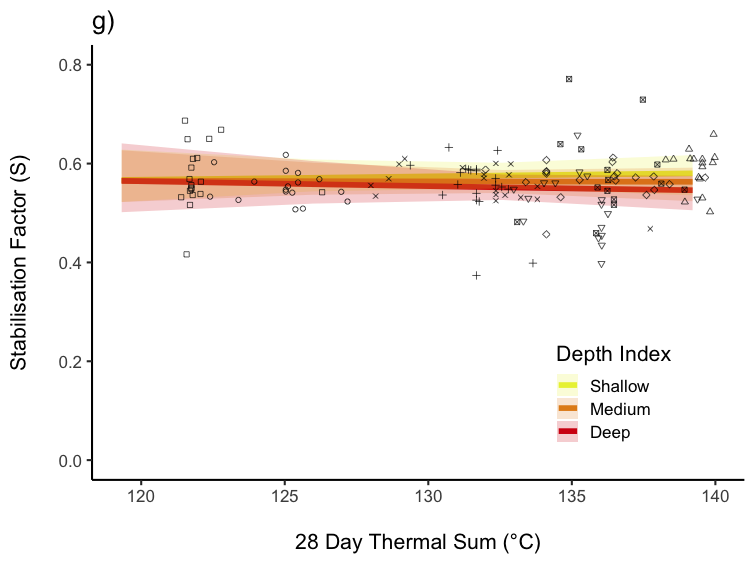 g)
Stabilisation Factor (S)
0.8
0.6
0.4
0.2
0.0
Depth Index
Shallow
Medium
Deep
120 125 130 135 140
28 Day Thermal Sum (°C)